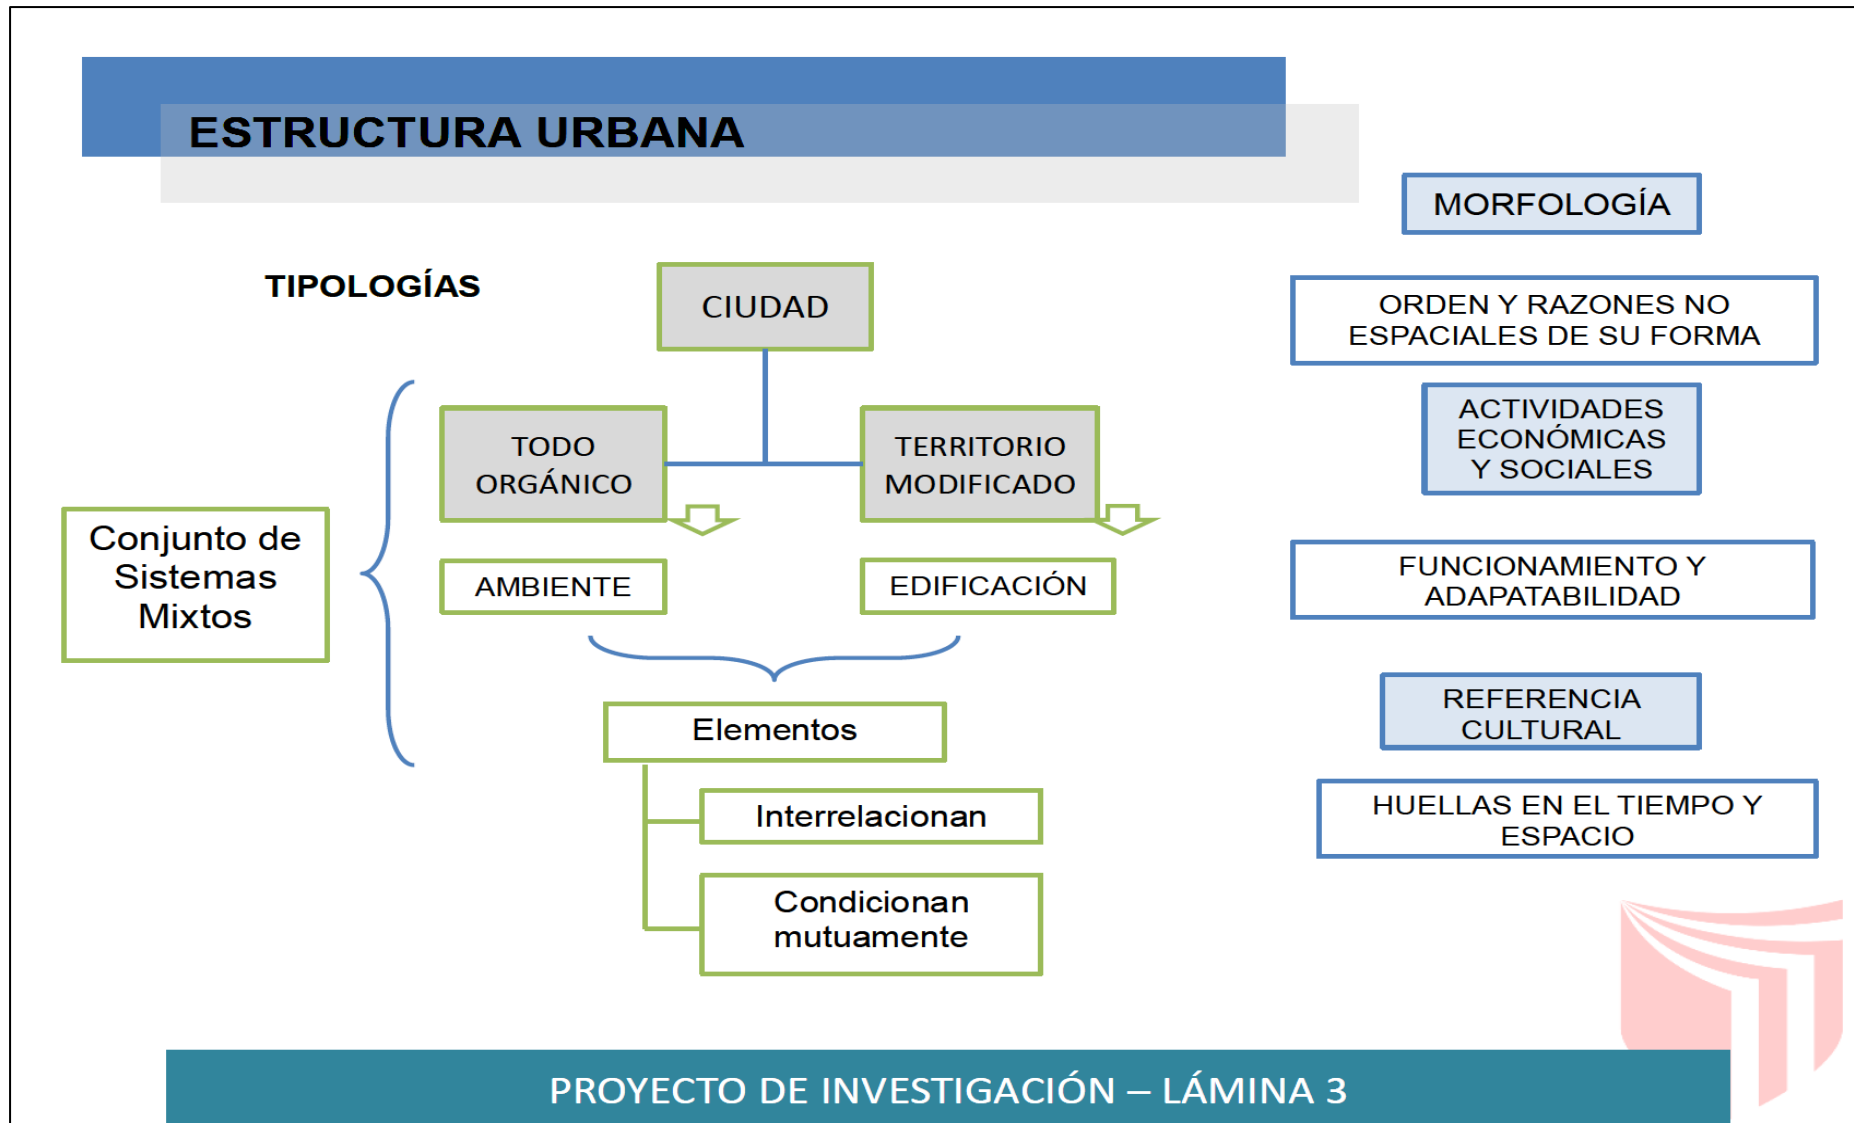 ESTRUCTURA URBANA
TIPOLOGÍAS
CIUDAD
TODO
ORGÁNICO
TERRITORIO
MODIFICADO
Conjunto de
Sistemas
Mixtos
AMBIENTE
EDIFICACIÓN
Elementos
Interrelacionan
Condicionan
mutuamente
MORFOLOGÍA
ORDEN Y RAZONES NO
ESPACIALES DE SU FORMA
ACTIVIDADES
ECONÓMICAS
Y SOCIALES
FUNCIONAMIENTO Y
ADAPATABILIDAD
REFERENCIA
CULTURAL
HUELLAS EN EL TIEMPO Y
ESPACIO
PROYECTO DE INVESTIGACIÓN – LÁMINA 3